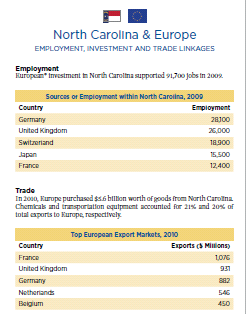 North Carolina & Europe
EMPLOYMENT, INVESTMENT AND TRADE LINKAGES
Employment
European* investment in North Carolina supported 91,700 jobs in 2009.
Sources or Employment within North Carolina, 2009
Country Employment
Germany 28,100
United Kingdom 26,000
Switzerland 18,900
Japan 15,500
France 12,400
Trade
In 2010, Europe purchased $5.6 billion worth of goods from North Carolina.
Chemicals and transportation equipment accounted for 21% and 20% of
total exports to Europe, respectively.
Top European Export Markets, 2010
Country Exports ($ Millions)
France 1,076
United Kingdom 931
Germany 882
Netherlands 546
Belgium 450